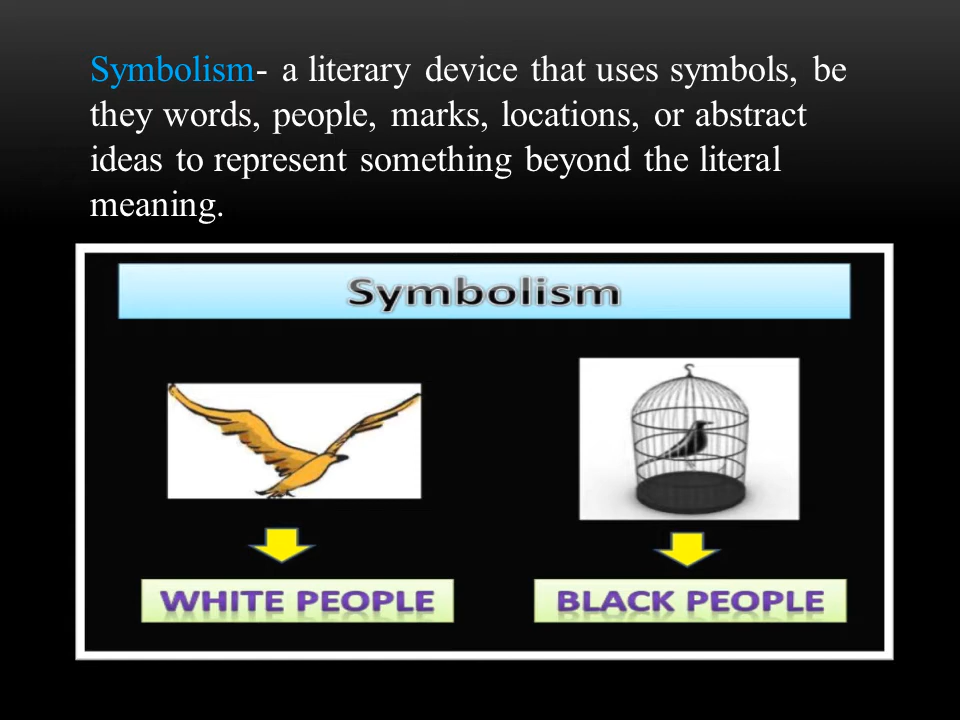 Symbolism- a literary device that uses symbols, be
they words, people, marks, locations, or abstract
ideas to represent something beyond the literal
meaning.
Symbolism
WHITE PEOPLE
BLACK PEOPLE